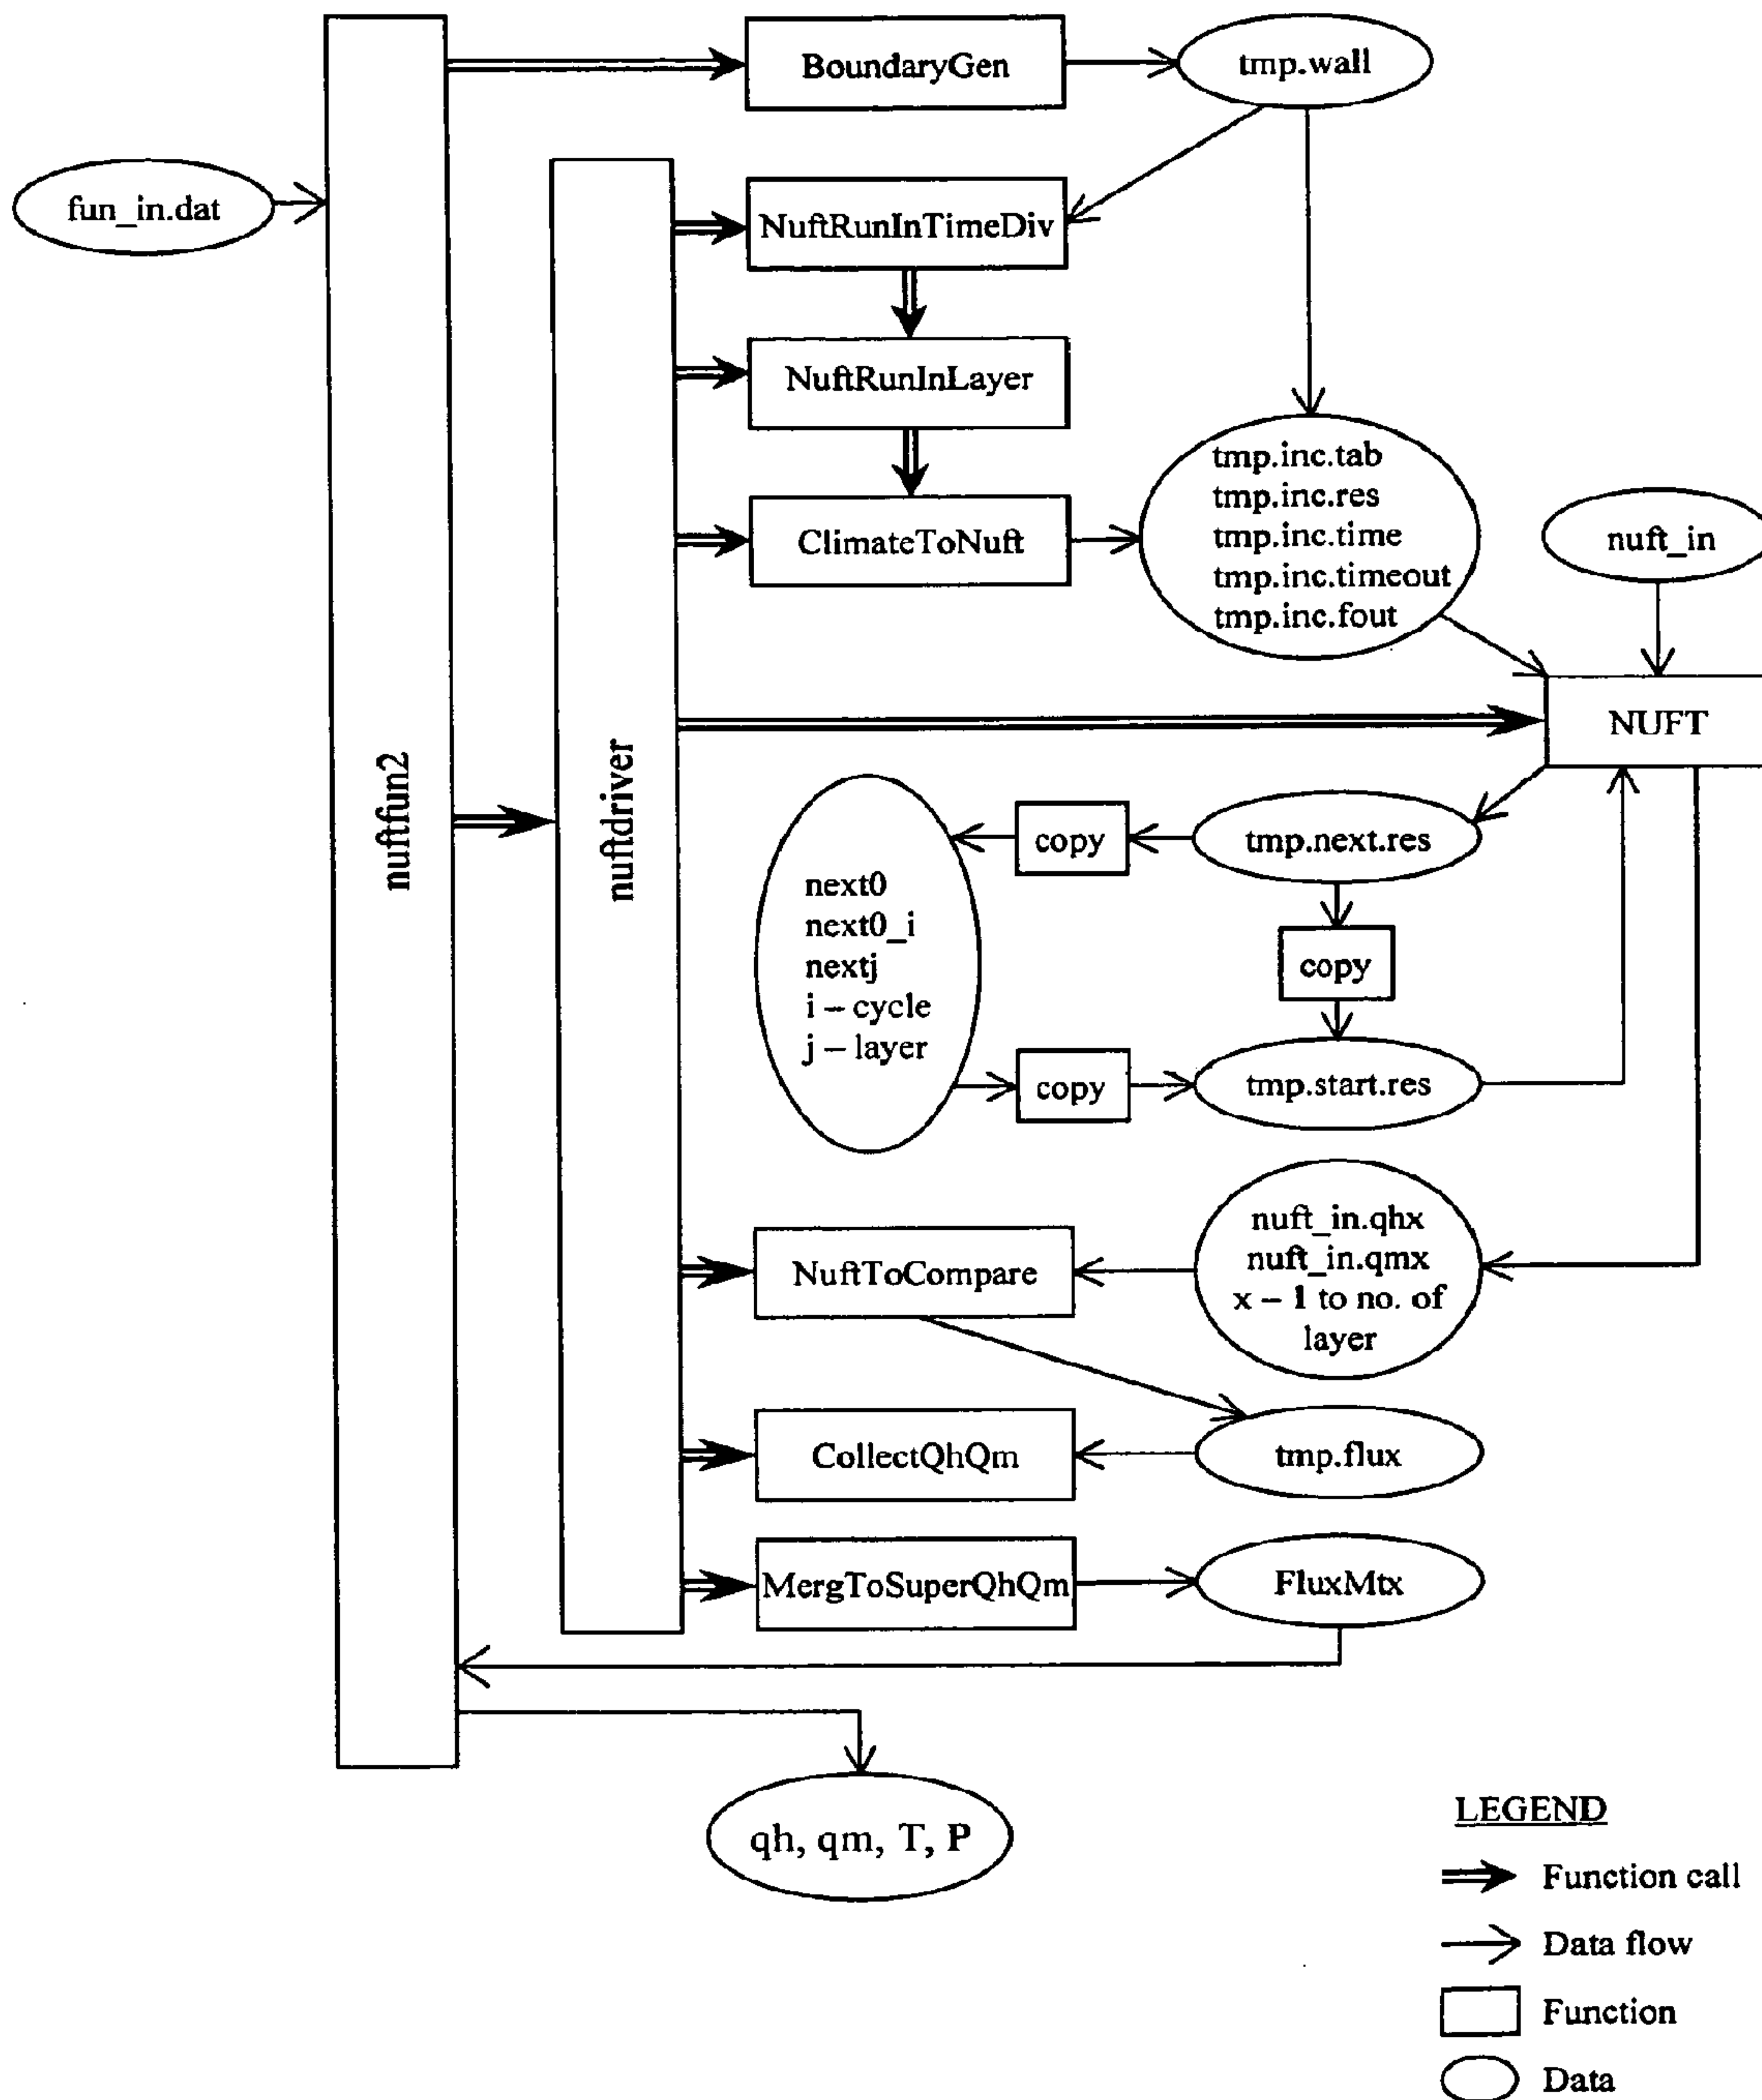 BoundaryGen
tmp.wall
fun_in.dat
NuftRunInTimeDiv
NuftRunInLayer
ClimateToNuft
tmp.inc.tab
tmp.inc.res
tmp.inc.time
tmp.inc.timeout
tmp.inc.fout
nuft_in
NUFT
nuftfun2
nuftdriver
copy
tmp.next.res
next0
next0_i
nextj
i – cycle
j – layer
copy
copy
tmp.start.res
NuftToCompare
nuft_in.qhx
nuft_in.qmx
x – 1 to no. of
layer
CollectQhQm
tmp.flux
MergToSuperQhQm
FluxMtx
qh, qm, T, P
LEGEND
Function call
Data flow
Function
Data